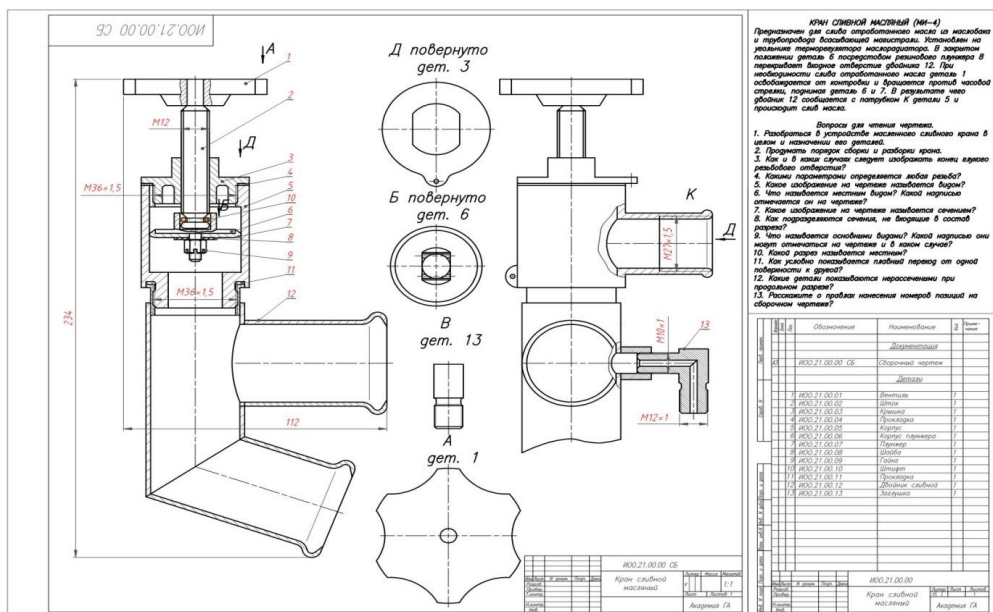 ИОО.21.00.00 СБ
А
Д повернуто
дет. 3
М12
Д
М36×1,5
Б
1
2
3
4
5
10
6
7
8
9
11
12
М36×1,5
234
112
Б повернуто
дет. 6
В
дет. 13
А
дет. 1
К
Д
М27×1,5
М10×1
13
М12×1
КРАН СЛИВНОЙ МАСЛЯНЫЙ (МИ-4)
Предназначен для слива отработанного масла из маслобака
и трубопровода всасывающей магистрали. Установлен на
угольнике терморегулятора маслорадиатора. В закрытом
положении деталь 6 посредством резинового плунжера 8
перекрывает входное отверстие двойника 12. При
необходимости слива отработанного масла деталь 1
освобождается от контровки и вращается против часовой
стрелки, поднимая деталь 6 и 7. В результате чего
двойник 12 сообщается с патрубком К детали 5 и
происходит слив масла.
Вопросы для чтения чертежа.
1. Разобраться в устройстве масленного сливного крана в
целом и назначении его деталей.
2. Продумать порядок сборки и разборки крана.
3. Как и в каких случаях следует изображать конец глухого
резьбового отверстия?
4. Какими параметрами определяется любая резьба?
5. Какое изображение на чертеже называется видом?
6. Что называется местным видом? Какой надписью
отмечается он на чертеже?
7. Какое изображение на чертеже называется сечением?
8. Как подразделяются сечения, не входящие в состав
разреза?
9. Что называется основными видами? Какой надписью они
могут отмечаться на чертеже и в каком случае?
10. Какой разрез называется местным?
11. Как условно показывается плавный переход от одной
поверхности к другой?
12. Какие детали показываются нерассеченными при
продольном разрезе?
13. Расскажите о правлах нанесения номеров позиций на
сборочном чертеже?
Обозначение Наименование Кол. Приме-чание
Документация
А3 ИОО.21.00.00 СБ Сборочный чертеж
Детали
1 ИОО.21.00.01 Вентиль 1
2 ИОО.21.00.02 Шток 1
3 ИОО.21.00.03 Крышка 1
4 ИОО.21.00.04 Прокладка 1
5 ИОО.21.00.05 Корпус 1
6 ИОО.21.00.06 Корпус плунжера 1
7 ИОО.21.00.07 Плунжер 1
8 ИОО.21.00.08 Шайба 1
9 ИОО.21.00.09 Гайка 1
10 ИОО.21.00.10 Штифт 1
11 ИОО.21.00.11 Прокладка 1
12 ИОО.21.00.12 Двойник сливной 1
13 ИОО.21.00.13 Заглушка 1
ИОО.21.00.00 СБ
Кран сливной
масляный
Литер Масса Масштаб
1:1
Лист Листов 1
Академия ГА
ИОО.21.00.00
Кран сливной
масляный
Академия ГА